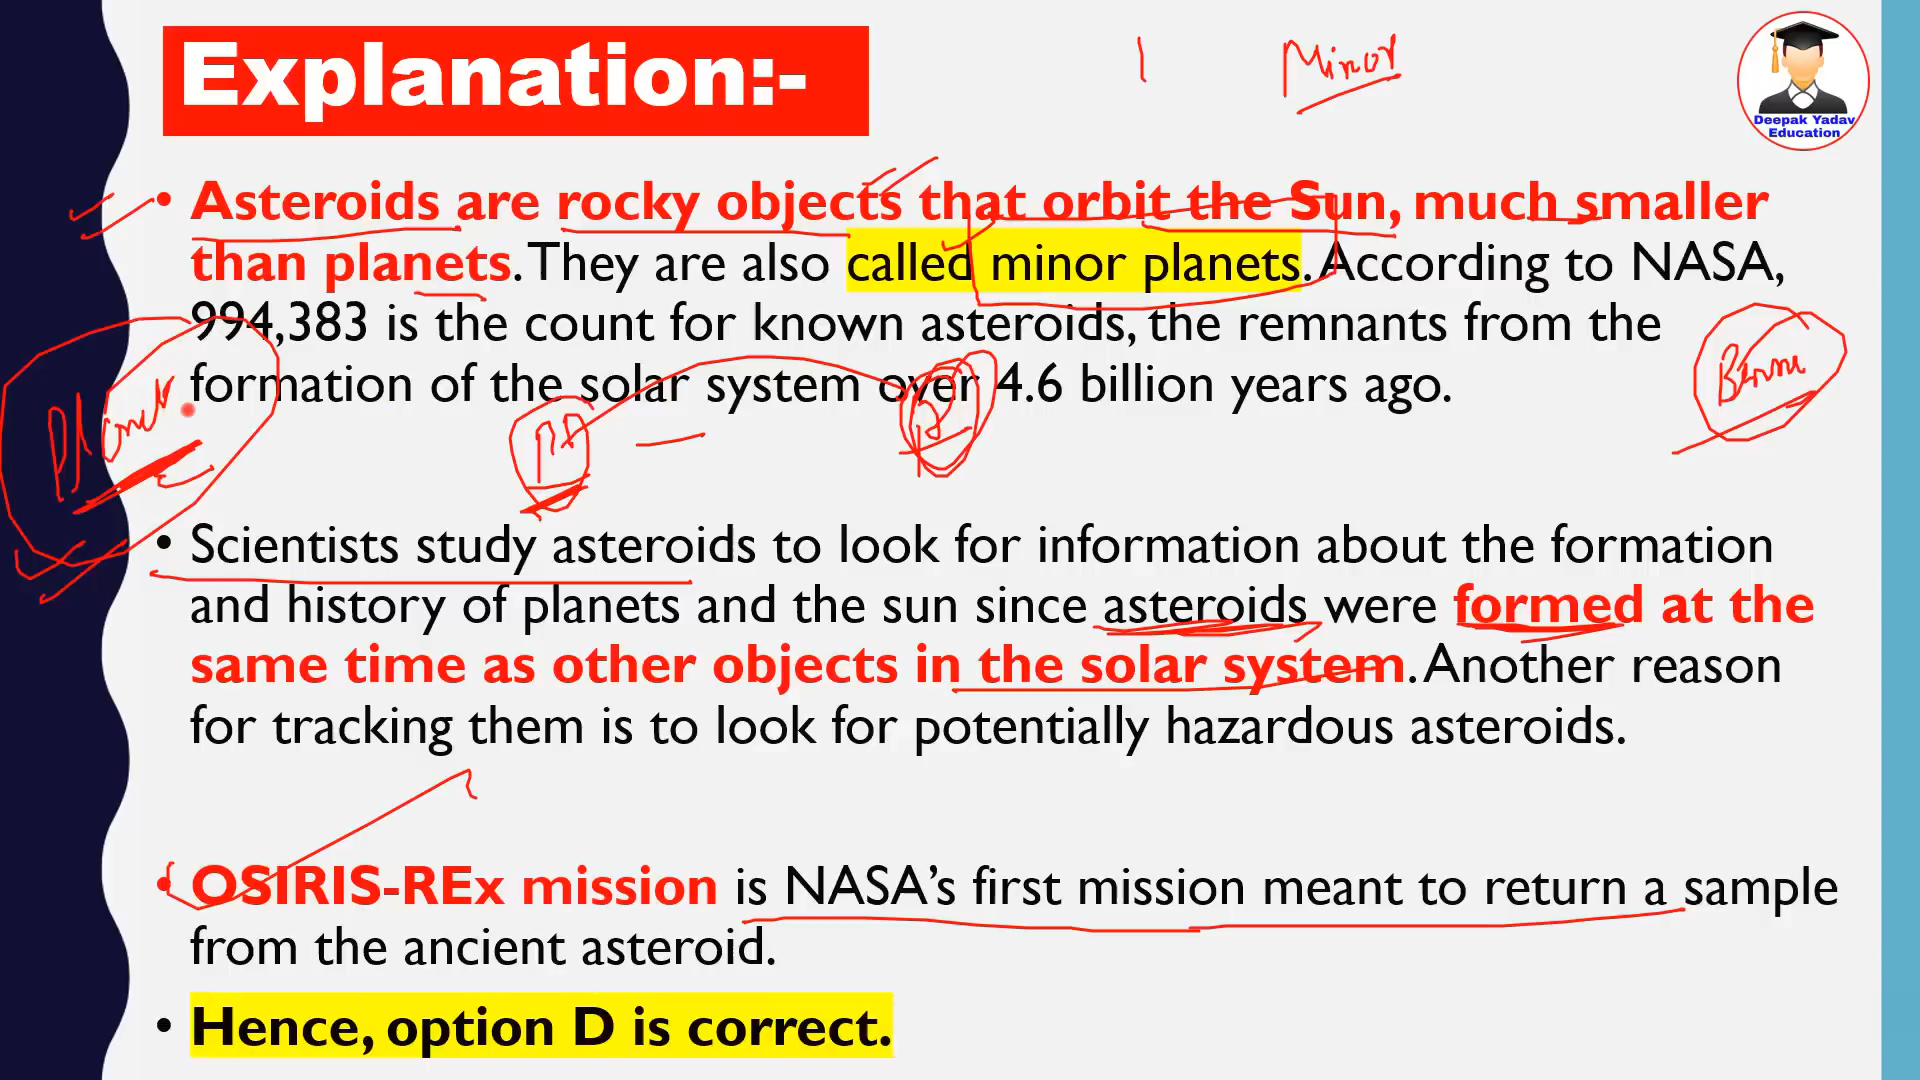 Explanation:-
Minor
Deepak Yadav
Education
• Asteroids are rocky objects that orbit the Sun, much smaller
than planets. They are also called minor planets. According to NASA,
994,383 is the count for known asteroids, the remnants from the
formation of the solar system over 4.6 billion years ago.
• Scientists study asteroids to look for information about the formation
and history of planets and the sun since asteroids were formed at the
same time as other objects in the solar system. Another reason
for tracking them is to look for potentially hazardous asteroids.
• OSIRIS-REx mission is NASA’s first mission meant to return a sample
from the ancient asteroid.
• Hence, option D is correct.